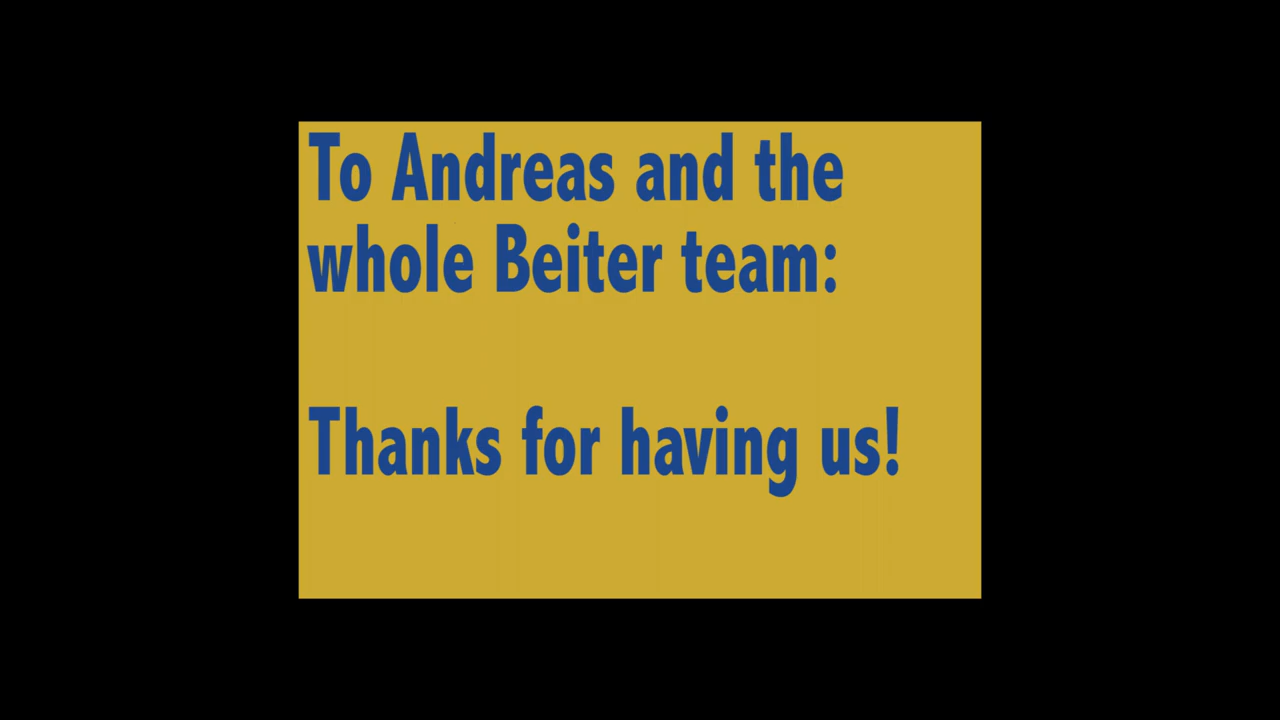 To Andreas and the
whole Beiter team:
Thanks for having us!